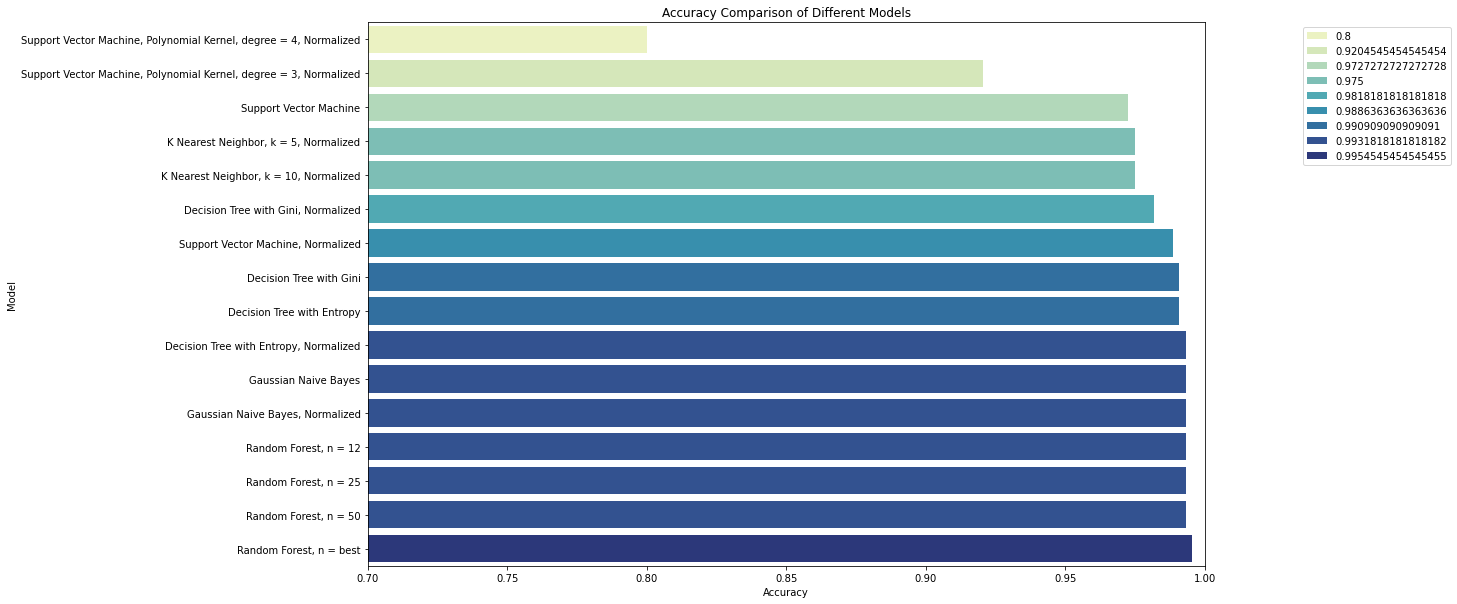 Accuracy Comparison of Different Models
Support Vector Machine, Polynomial Kernel, degree = 4, Normalized
Support Vector Machine, Polynomial Kernel, degree = 3, Normalized
Support Vector Machine
K Nearest Neighbor, k = 5, Normalized
K Nearest Neighbor, k = 10, Normalized
Decision Tree with Gini, Normalized
Support Vector Machine, Normalized
Decision Tree with Gini
Decision Tree with Entropy
Decision Tree with Entropy, Normalized
Gaussian Naive Bayes
Gaussian Naive Bayes, Normalized
Random Forest, n = 12
Random Forest, n = 25
Random Forest, n = 50
Random Forest, n = best
Model
0.70
0.75
0.80
0.85
0.90
0.95
1.00
Accuracy
0.8
0.9204545454545454
0.9727272727272728
0.975
0.9818181818181818
0.9886363636363636
0.990909090909091
0.9931818181818182
0.9954545454545455